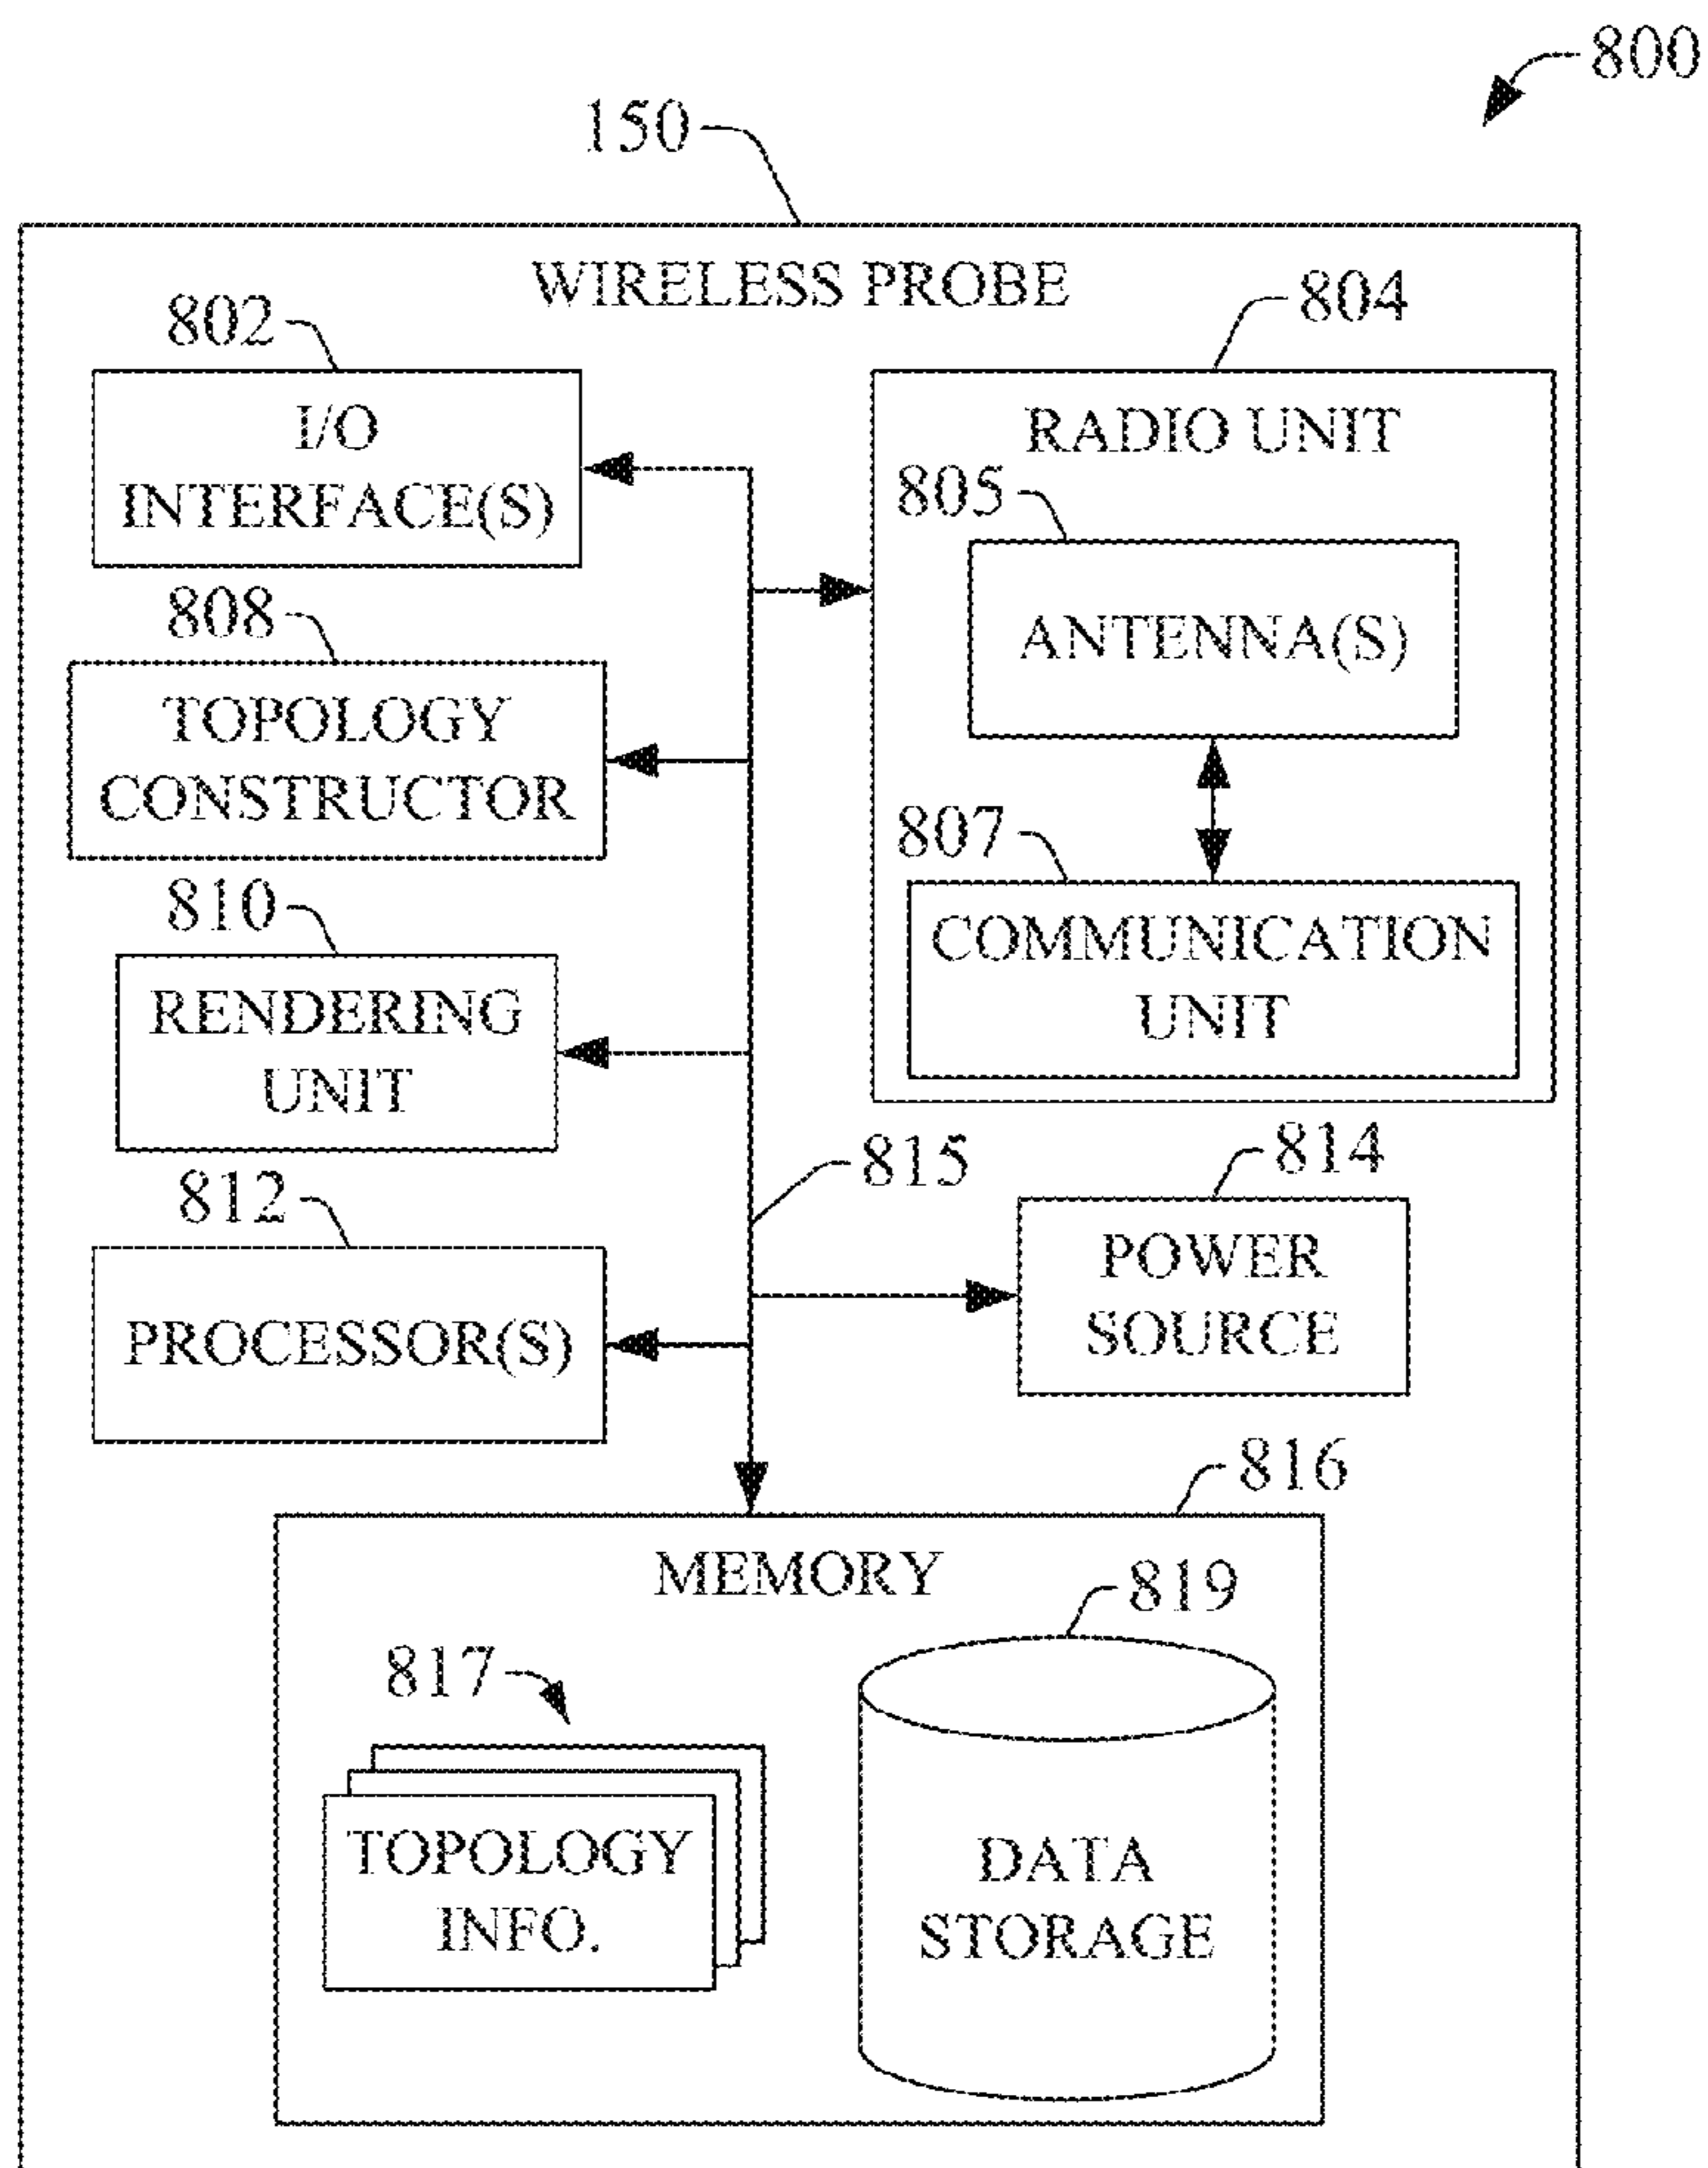 800
150
WIRELESS PROBE
802
804
I/O
INTERFACE(S)
RADIO UNIT
805
ANTENNA(S)
808
TOPOLOGY
CONSTRUCTOR
807
COMMUNICATION
UNIT
810
RENDERING
UNIT
815
814
812
POWER
SOURCE
PROCESSOR(S)
816
MEMORY
819
817
TOPOLOGY
INFO.
DATA
STORAGE